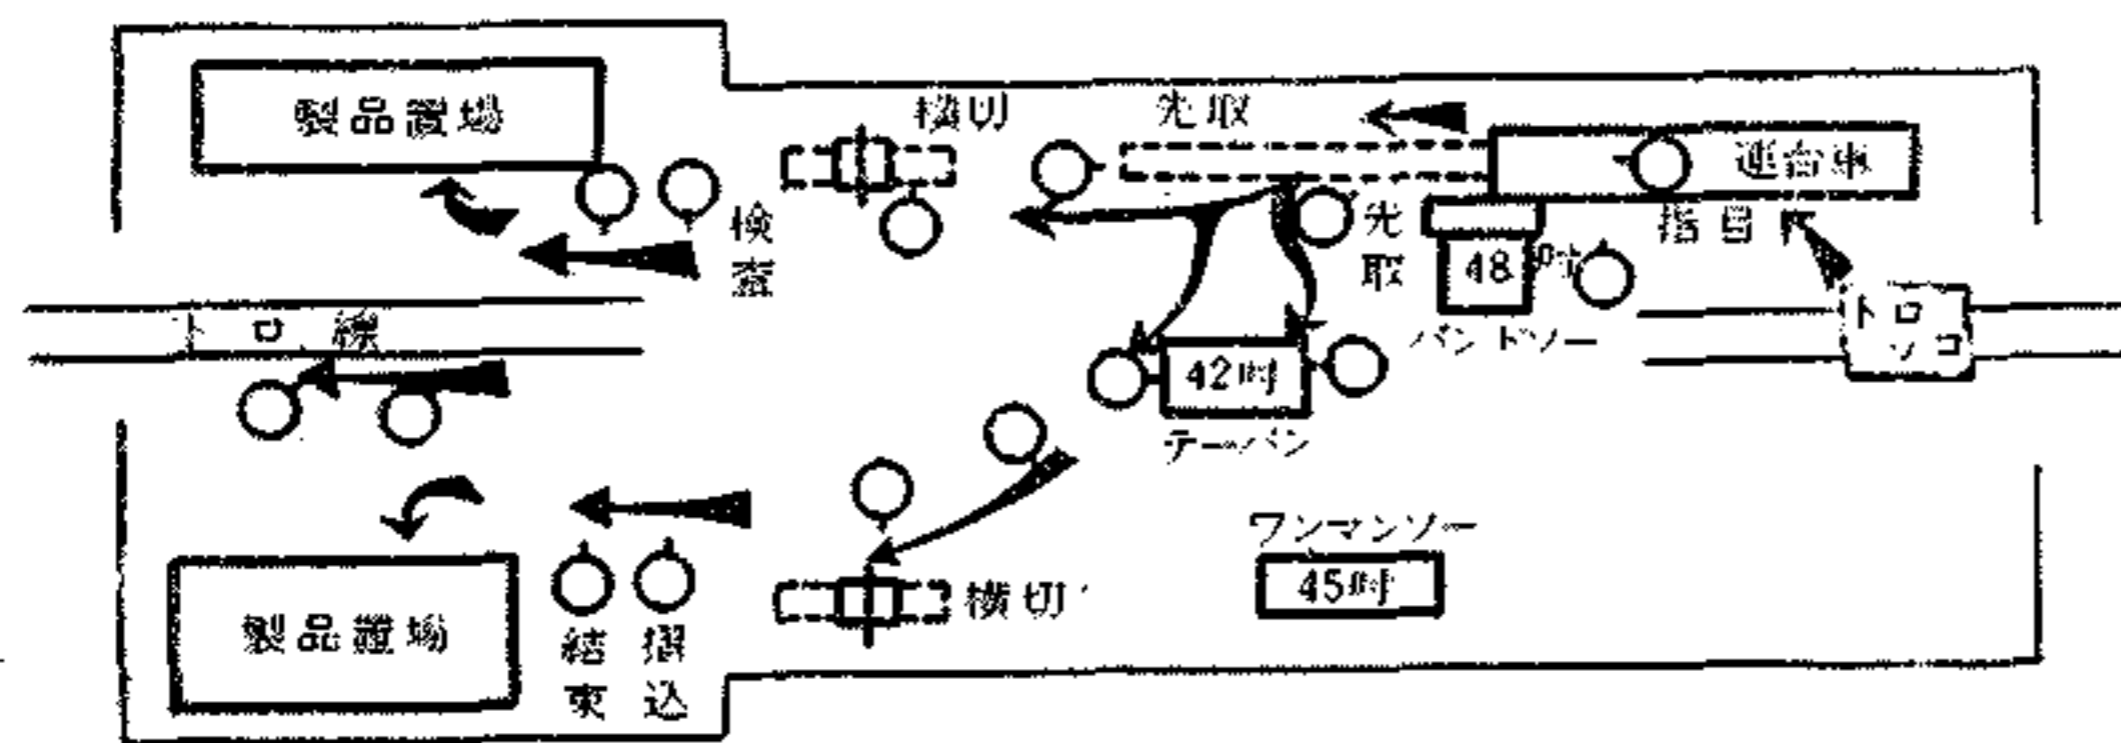 製品置場
横切
先取
運台車
検査
先取
指目
48吋
バンドソー
トロ線
トロッコ
42吋
テーバン
ワンマンソー
45吋
横切
製品置場
結束
摺込